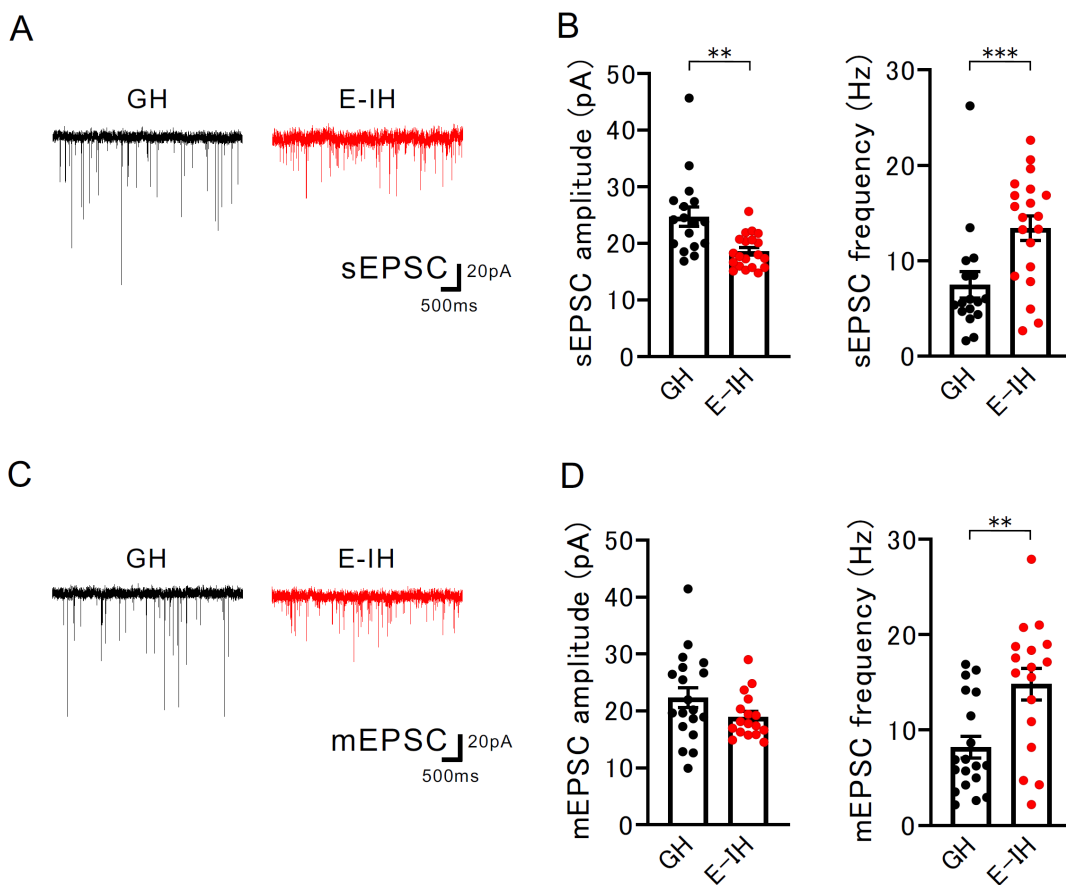 A
GH
E-IH
sEPSC
20pA
500ms
B
sEPSC amplitude (pA)
50
40
30
20
10
0
**
GH
E-IH
sEPSC frequency (Hz)
30
20
10
0
***
GH
E-IH
C
GH
E-IH
mEPSC
20pA
500ms
D
mEPSC amplitude (pA)
50
40
30
20
10
0
GH
E-IH
mEPSC frequency (Hz)
30
20
10
0
**
GH
E-IH